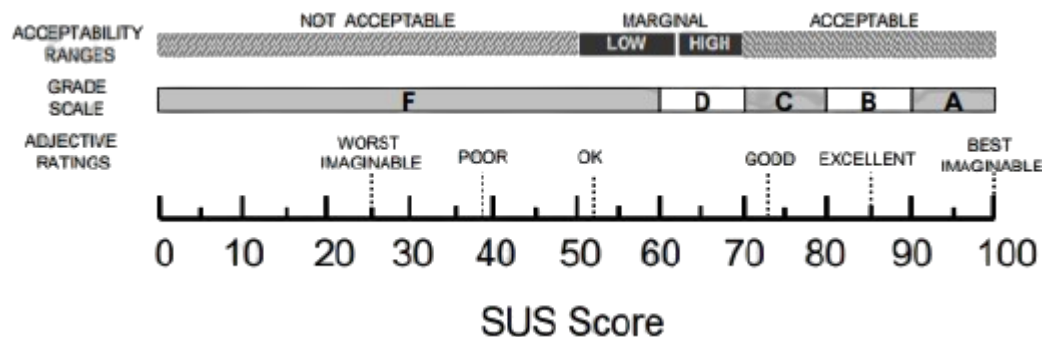 NOT ACCEPTABLE MARGINAL ACCEPTABLE
ACCEPTABILITY
RANGES
LOW HIGH
GRADE
SCALE
F D C B A
ADJECTIVE
RATINGS
WORST
IMAGINABLE
POOR
OK
GOOD
EXCELLENT
BEST
IMAGINABLE
0 10 20 30 40 50 60 70 80 90 100
SUS Score